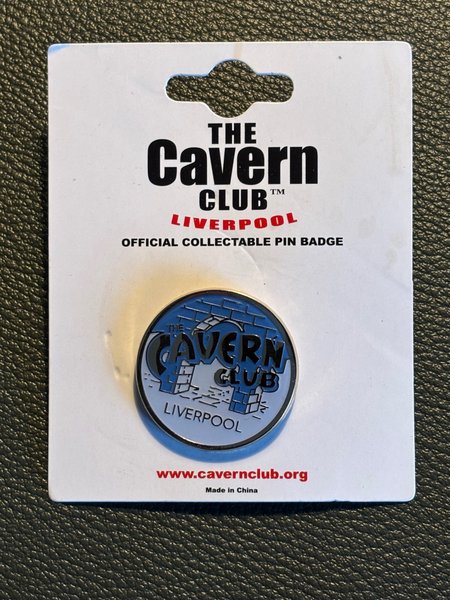 THE
Cavern
CLUB™
LIVERPOOL
OFFICIAL COLLECTABLE PIN BADGE
THE
CAVERN
CLUB
LIVERPOOL
www.cavernclub.org
Made in China